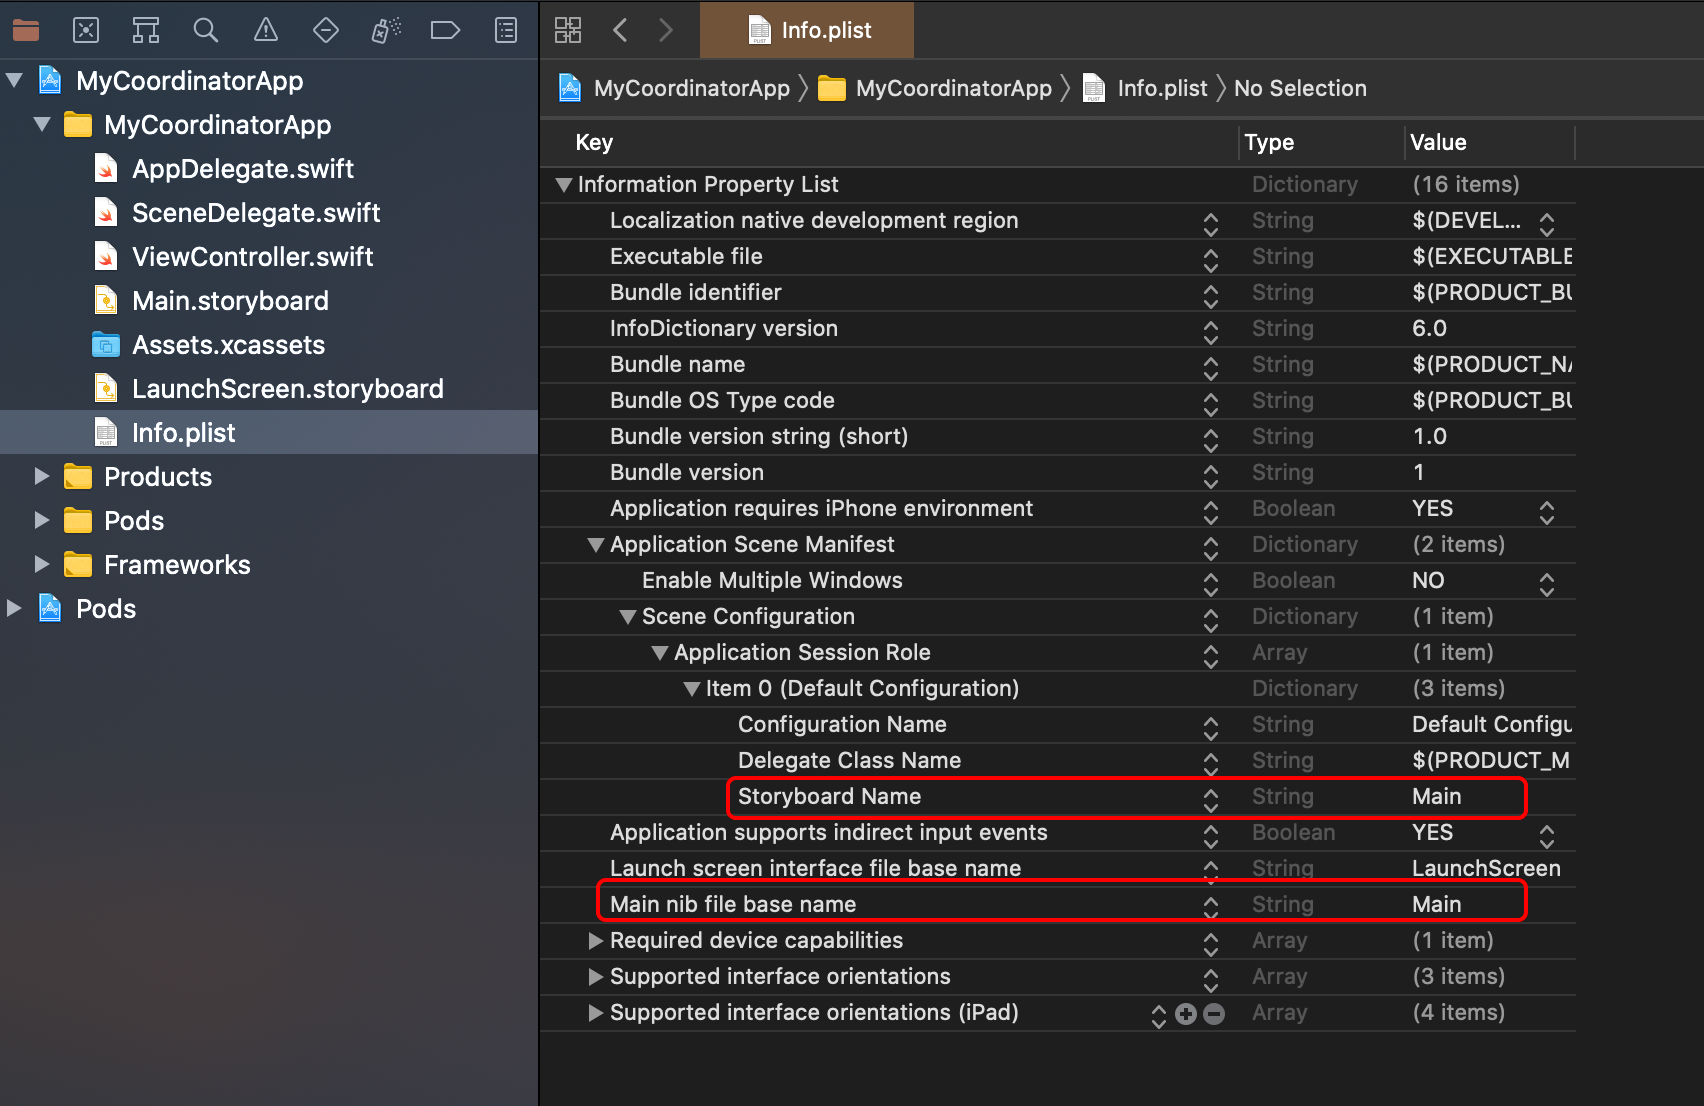 Info.plist
MyCoordinatorApp
MyCoordinatorApp
AppDelegate.swift
SceneDelegate.swift
ViewController.swift
Main.storyboard
Assets.xcassets
LaunchScreen.storyboard
Info.plist
Products
Pods
Frameworks
Pods
MyCoordinatorApp MyCoordinatorApp Info.plist No Selection
Key Type Value
Information Property List Dictionary (16 items)
Localization native development region String $(DEVEL...
Executable file String $(EXECUTABLE
Bundle identifier String $(PRODUCT_BU
InfoDictionary version String 6.0
Bundle name String $(PRODUCT_NA
Bundle OS Type code String $(PRODUCT_BU
Bundle version string (short) String 1.0
Bundle version String 1
Application requires iPhone environment Boolean YES
Application Scene Manifest Dictionary (2 items)
Enable Multiple Windows Boolean NO
Scene Configuration Dictionary (1 item)
Application Session Role Array (1 item)
Item 0 (Default Configuration) Dictionary (3 items)
Configuration Name String Default Configu
Delegate Class Name String $(PRODUCT_M
Storyboard Name String Main
Application supports indirect input events Boolean YES
Launch screen interface file base name String LaunchScreen
Main nib file base name String Main
Required device capabilities Array (1 item)
Supported interface orientations Array (3 items)
Supported interface orientations (iPad) Array (4 items)